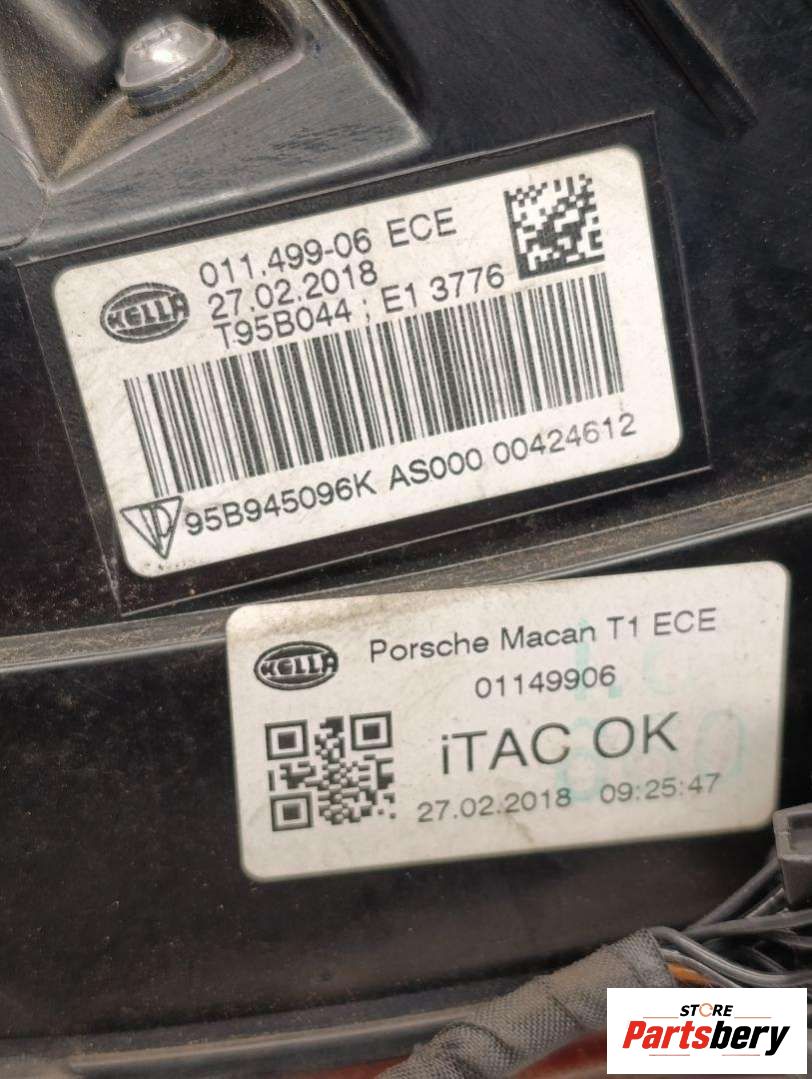 011.499-06 ECE
27.02.2018
HELLA
T95B044 ; E1 3776
95B945096K AS000 00424612
HELLA
Porsche Macan T1 ECE
01149906
iTAC OK
27.02.2018 09:25:47
STORE
Partsbery